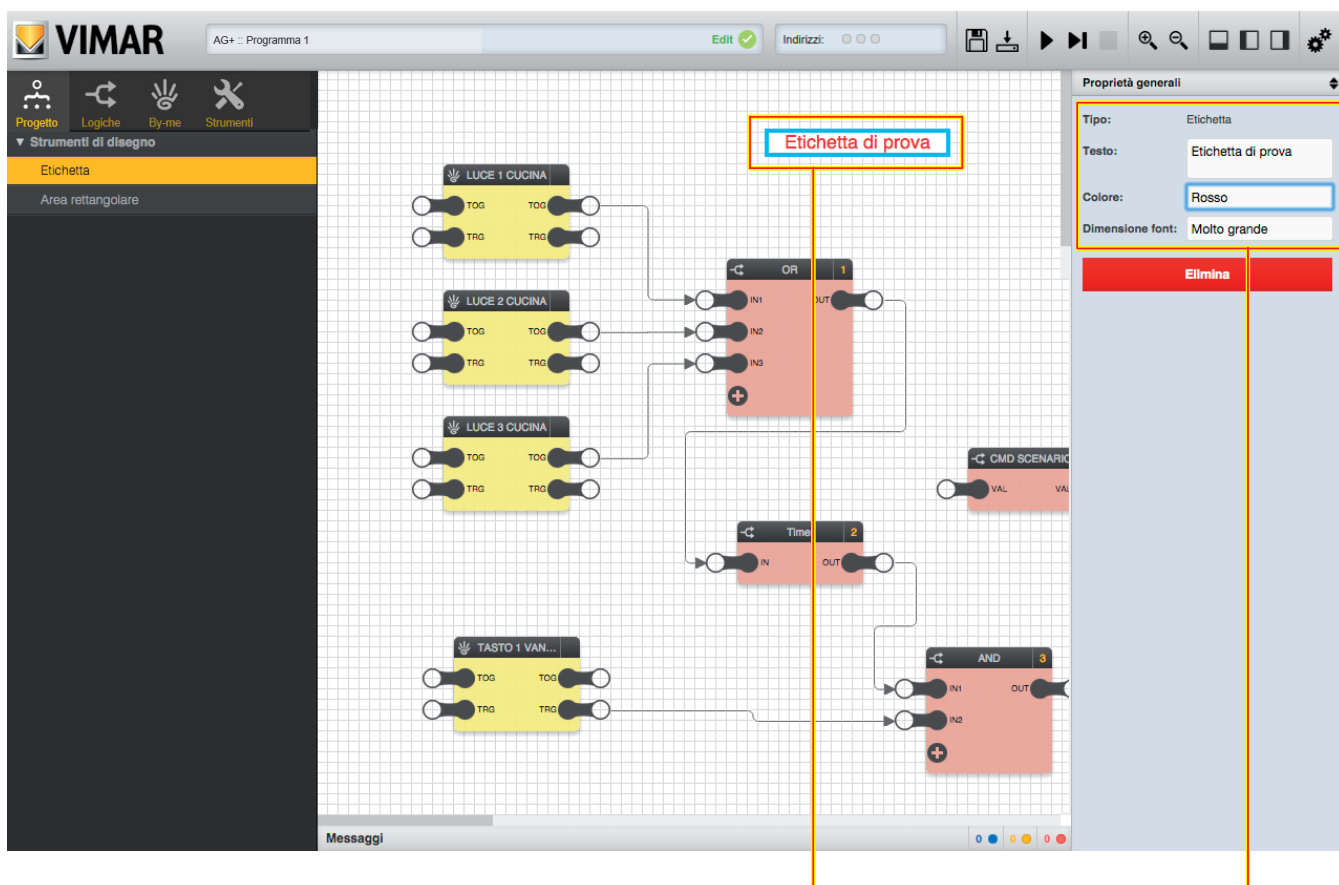 VIMAR
AG+ :: Programma 1
Edit
Indirizzi:
Progetto
Logiche
By-me
Strumenti
▼ Strumenti di disegno
Etichetta
Area rettangolare
Etichetta di prova
LUCE 1 CUCINA
TOG TOG
TRG TRG
LUCE 2 CUCINA
TOG TOG
TRG TRG
LUCE 3 CUCINA
TOG TOG
TRG TRG
OR 1
IN1 OUT
IN2
IN3
CMD SCENARIO
VAL VAL
Timer 2
IN OUT
TASTO 1 VAN...
TOG TOG
TRG TRG
AND 3
IN1 OUT
IN2
Messaggi
0 0 0
Proprietà generali
Tipo: Etichetta
Testo: Etichetta di prova
Colore: Rosso
Dimensione font: Molto grande
Elimina